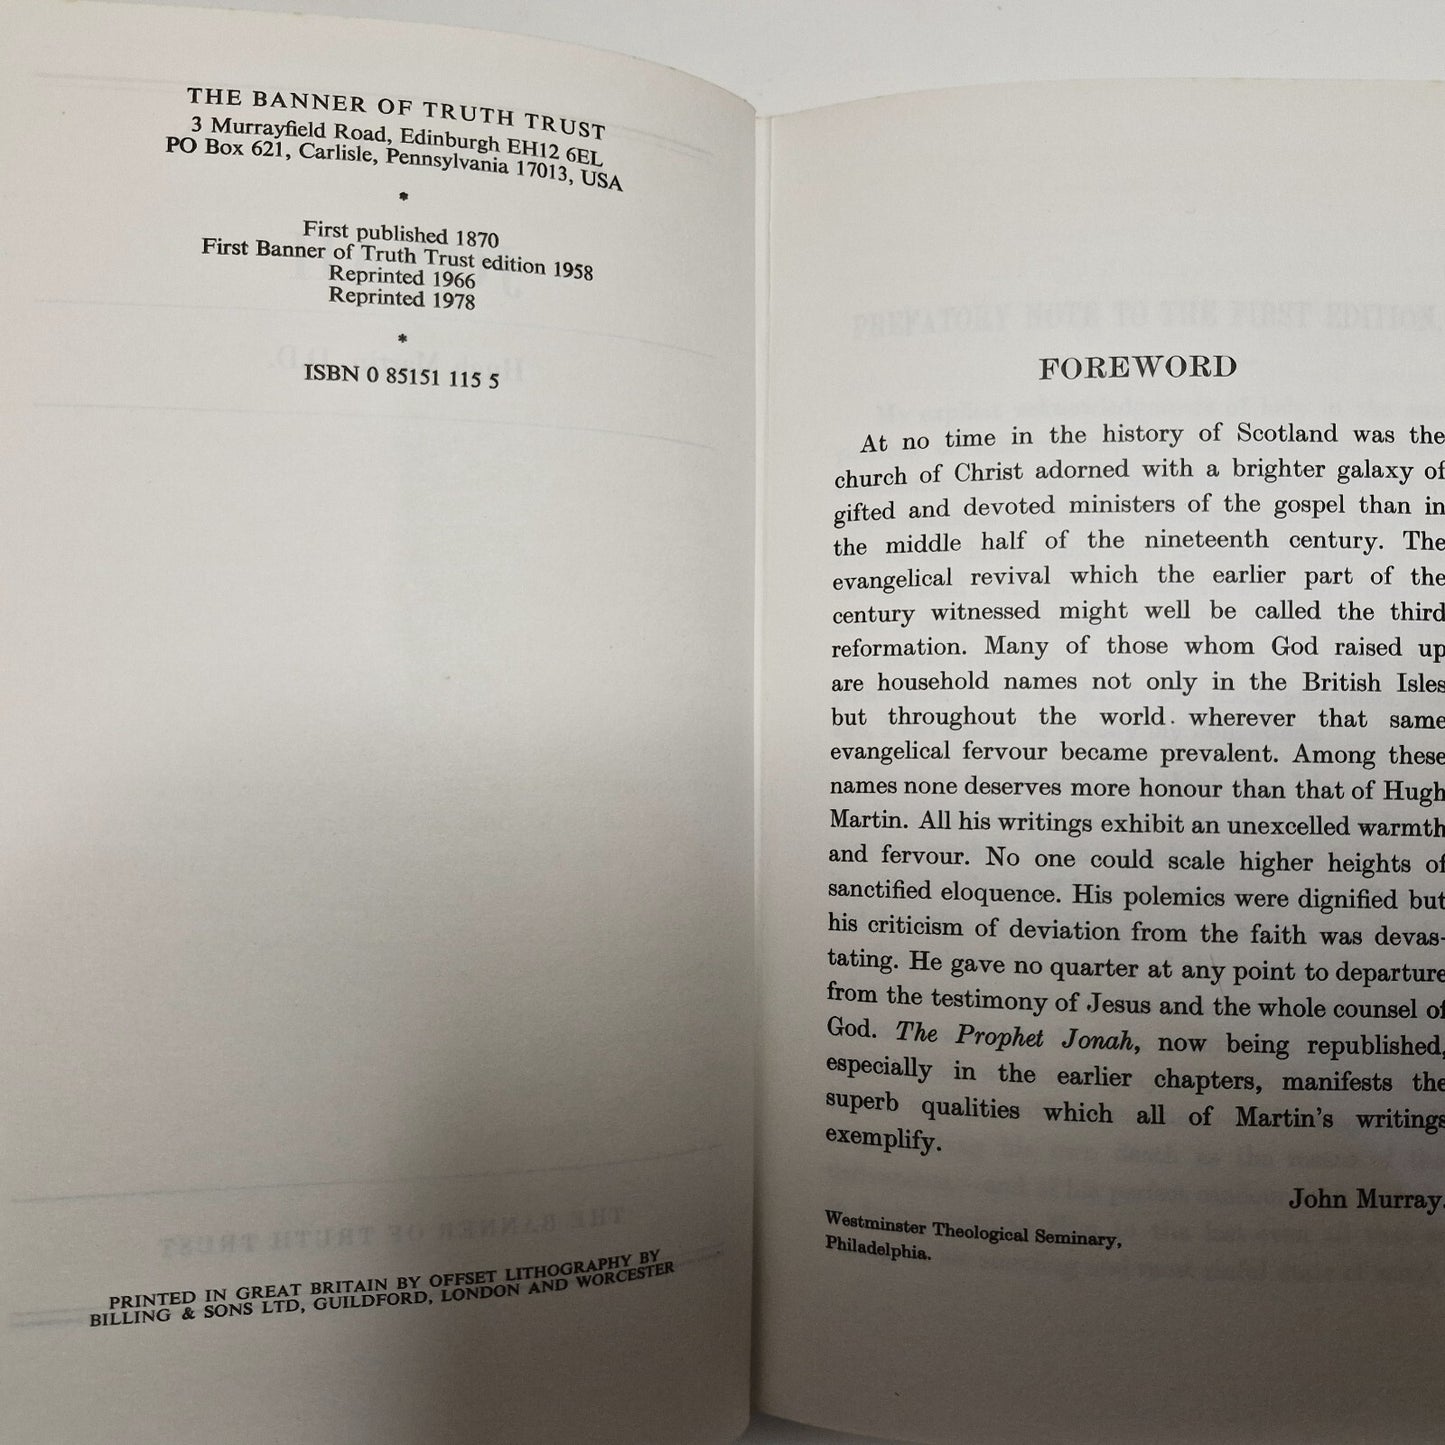 THE BANNER OF TRUTH TRUST
3 Murrayfield Road, Edinburgh EH12 6EL
PO Box 621, Carlisle, Pennsylvania 17013, USA
*
First published 1870
First Banner of Truth Trust edition 1958
Reprinted 1966
Reprinted 1978
*
ISBN 0 85151 115 5
PRINTED IN GREAT BRITAIN BY OFFSET LITHOGRAPHY BY
BILLING & SONS LTD, GUILDFORD, LONDON AND WORCESTER
FOREWORD
At no time in the history of Scotland was the
church of Christ adorned with a brighter galaxy of
gifted and devoted ministers of the gospel than in
the middle half of the nineteenth century. The
evangelical revival which the earlier part of the
century witnessed might well be called the third
reformation. Many of those whom God raised up
are household names not only in the British Isles
but throughout the world wherever that same
evangelical fervour became prevalent. Among these
names none deserves more honour than that of Hugh
Martin. All his writings exhibit an unexcelled warmth
and fervour. No one could scale higher heights of
sanctified eloquence. His polemics were dignified but
his criticism of deviation from the faith was devas-
tating. He gave no quarter at any point to departure
from the testimony of Jesus and the whole counsel of
God. The Prophet Jonah, now being republished,
especially in the earlier chapters, manifests the
superb qualities which all of Martin's writings
exemplify.
John Murray.
Westminster Theological Seminary,
Philadelphia.